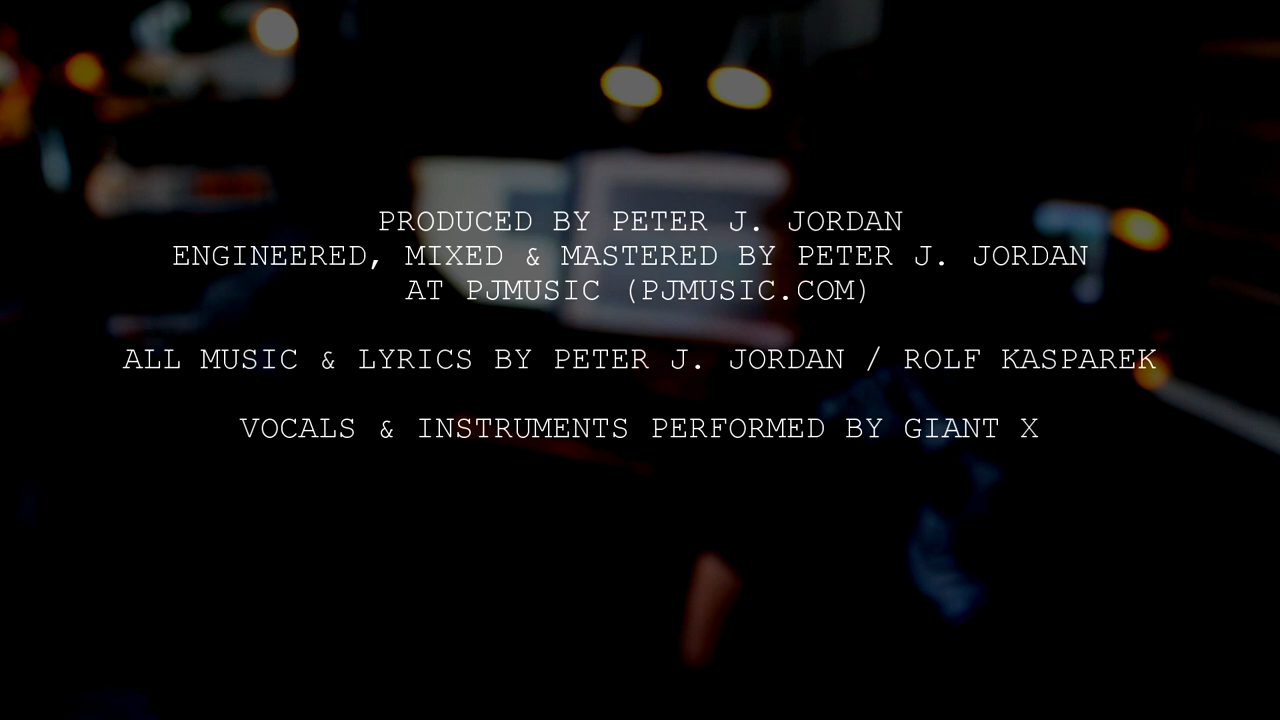 PRODUCED BY PETER J. JORDAN
ENGINEERED, MIXED & MASTERED BY PETER J. JORDAN
AT PJMUSIC (PJMUSIC.COM)
ALL MUSIC & LYRICS BY PETER J. JORDAN / ROLF KASPAREK
VOCALS & INSTRUMENTS PERFORMED BY GIANT X